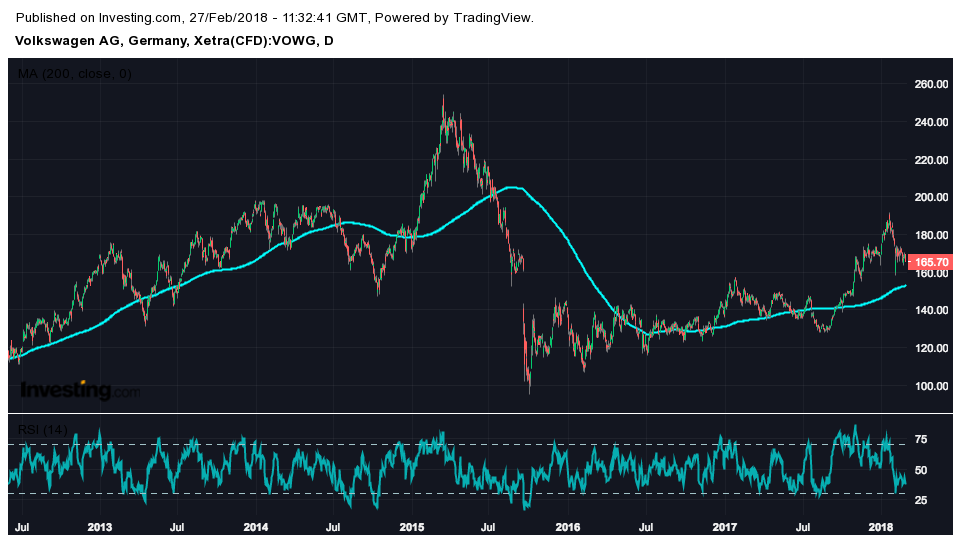 Published on Investing.com, 27/Feb/2018 - 11:32:41 GMT, Powered by TradingView.
Volkswagen AG, Germany, Xetra(CFD):VOWG, D
MA (200, close, 0)
260.00
240.00
220.00
200.00
180.00
165.70
160.00
140.00
120.00
100.00
Investing.com
RSI (14)
75
50
25
Jul 2013 Jul 2014 Jul 2015 Jul 2016 Jul 2017 Jul 2018